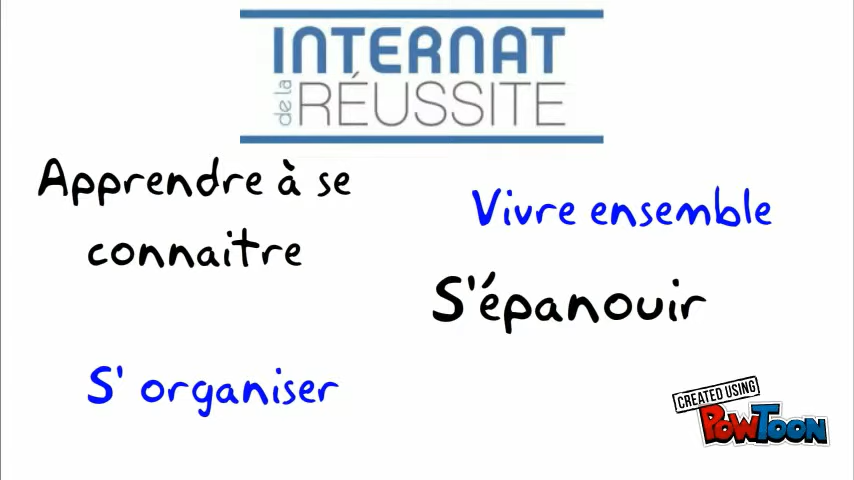 INTERNAT
de la RÉUSSITE
Apprendre à se
connaitre
Vivre ensemble
S'épanouir
S' organiser
CREATED USING
POWTOON